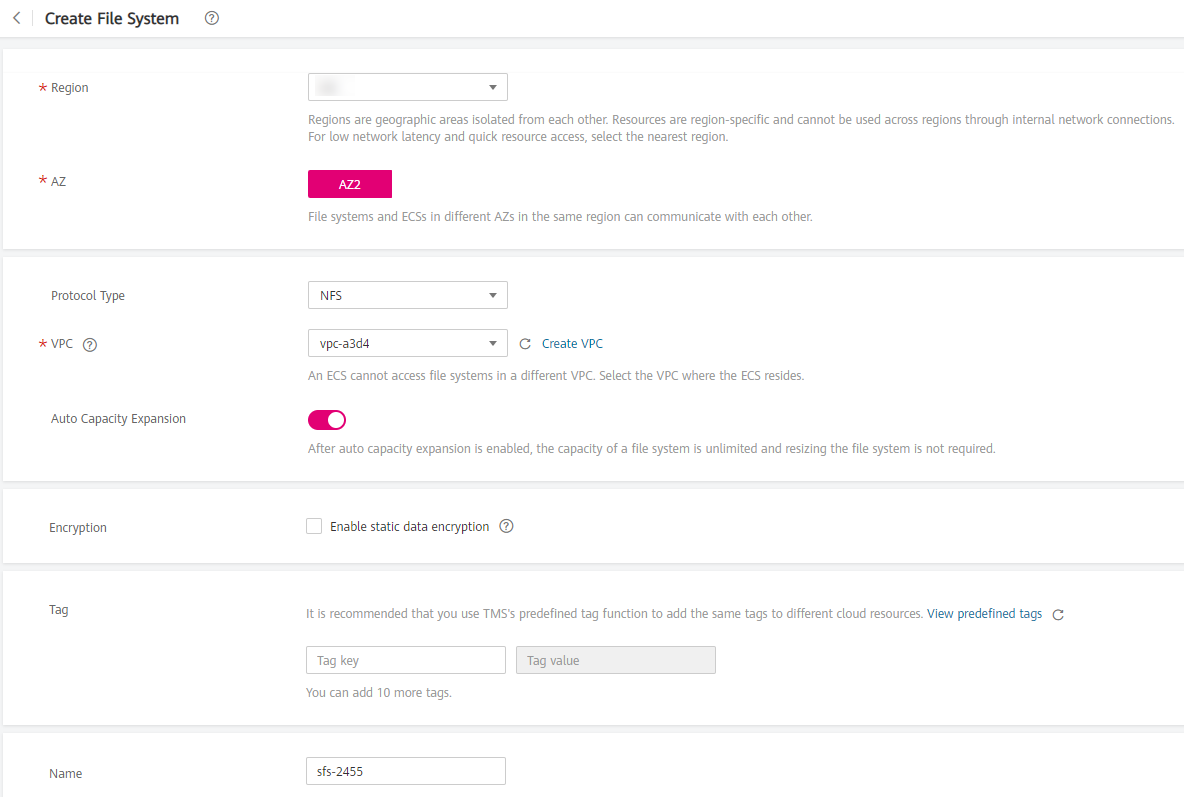 Create File System ?
* Region
Regions are geographic areas isolated from each other. Resources are region-specific and cannot be used across regions through internal network connections.
For low network latency and quick resource access, select the nearest region.
* AZ
AZ2
File systems and ECSs in different AZs in the same region can communicate with each other.
Protocol Type
NFS
* VPC ?
vpc-a3d4
Create VPC
An ECS cannot access file systems in a different VPC. Select the VPC where the ECS resides.
Auto Capacity Expansion
After auto capacity expansion is enabled, the capacity of a file system is unlimited and resizing the file system is not required.
Encryption
Enable static data encryption ?
Tag
It is recommended that you use TMS's predefined tag function to add the same tags to different cloud resources. View predefined tags
Tag key
Tag value
You can add 10 more tags.
Name
sfs-2455